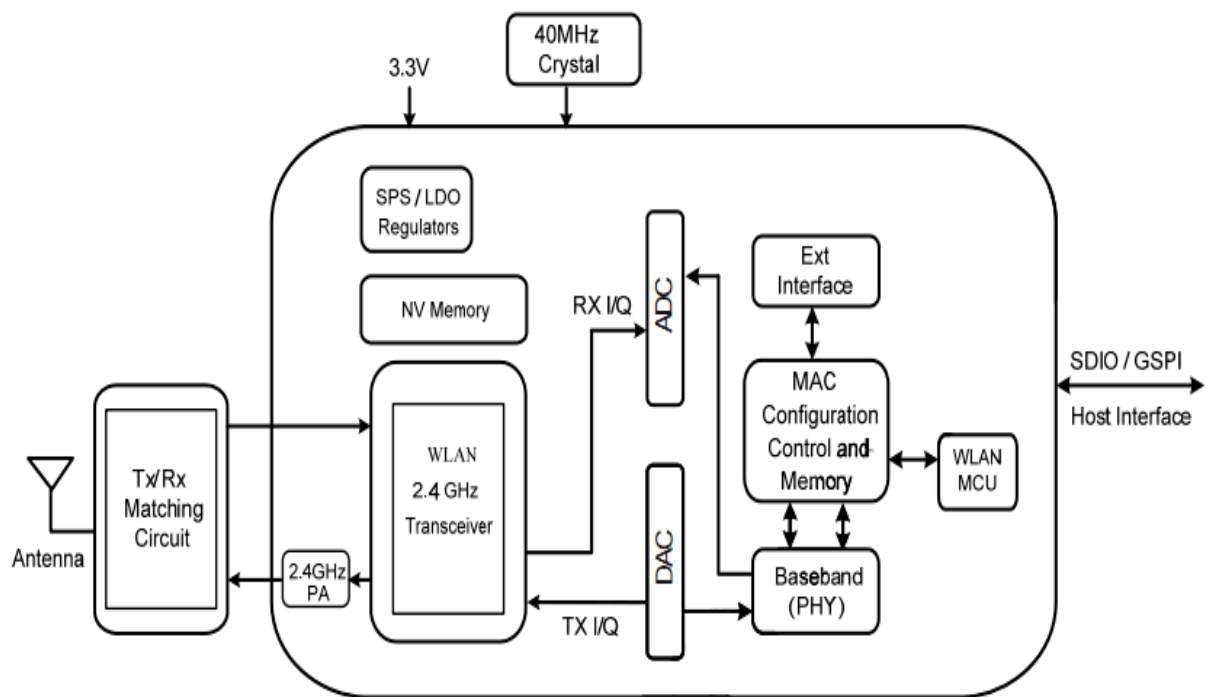 40MHz
Crystal
3.3V
SPS / LDO
Regulators
NV Memory
RX I/Q
ADC
Ext
Interface
MAC
Configuration
Control and
Memory
SDIO / GSPI
Host Interface
WLAN
MCU
Tx/Rx
Matching
Circuit
Antenna
WLAN
2.4 GHz
Transceiver
2.4GHz
PA
TX I/Q
DAC
Baseband
(PHY)